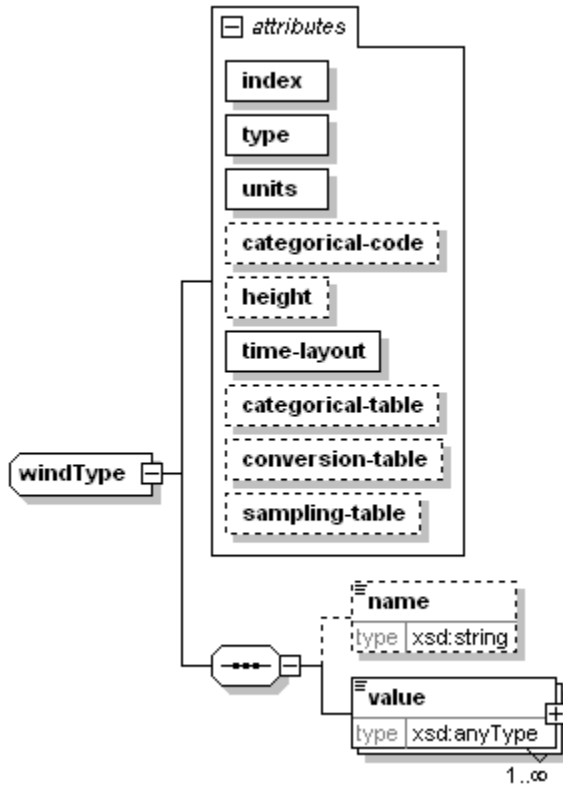 attributes
index
type
units
categorical-code
height
time-layout
categorical-table
windType
conversion-table
sampling-table
name
type xsd:string
value
type xsd:anyType
1..∞